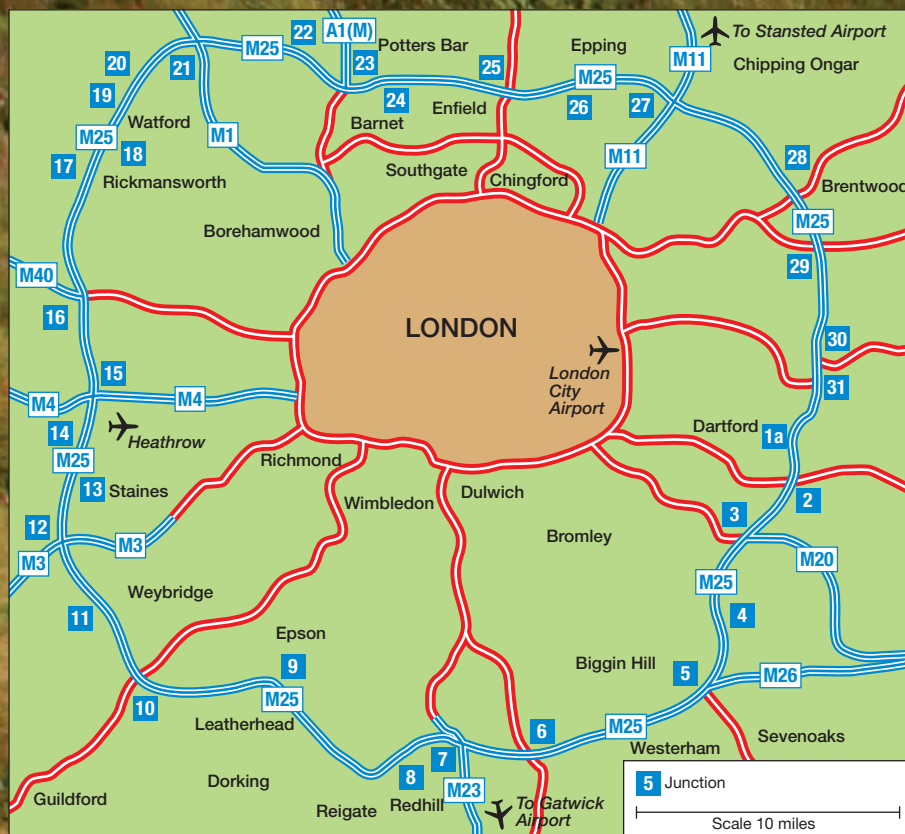 22
A1(M)
To Stansted Airport
20
21
M25
Potters Bar
23
25
Epping
M11
Chipping Ongar
19
M25
24
Enfield
26
27
Watford
M25
18
M1
Barnet
M11
28
17
Rickmansworth
Southgate
Chingford
Brentwood
Borehamwood
M25
M40
29
16
LONDON
30
15
London
City
Airport
31
M4
M4
14
Heathrow
Dartford
1a
M25
Richmond
13
Staines
Wimbledon
Dulwich
2
12
3
M3
M3
Bromley
M20
Weybridge
M25
11
4
Epson
9
Biggin Hill
5
M26
M25
10
Leatherhead
6
M25
Westerham
Sevenoaks
7
8
Dorking
M23
5 Junction
Guildford
Reigate
Redhill
To Gatwick
Airport
Scale 10 miles